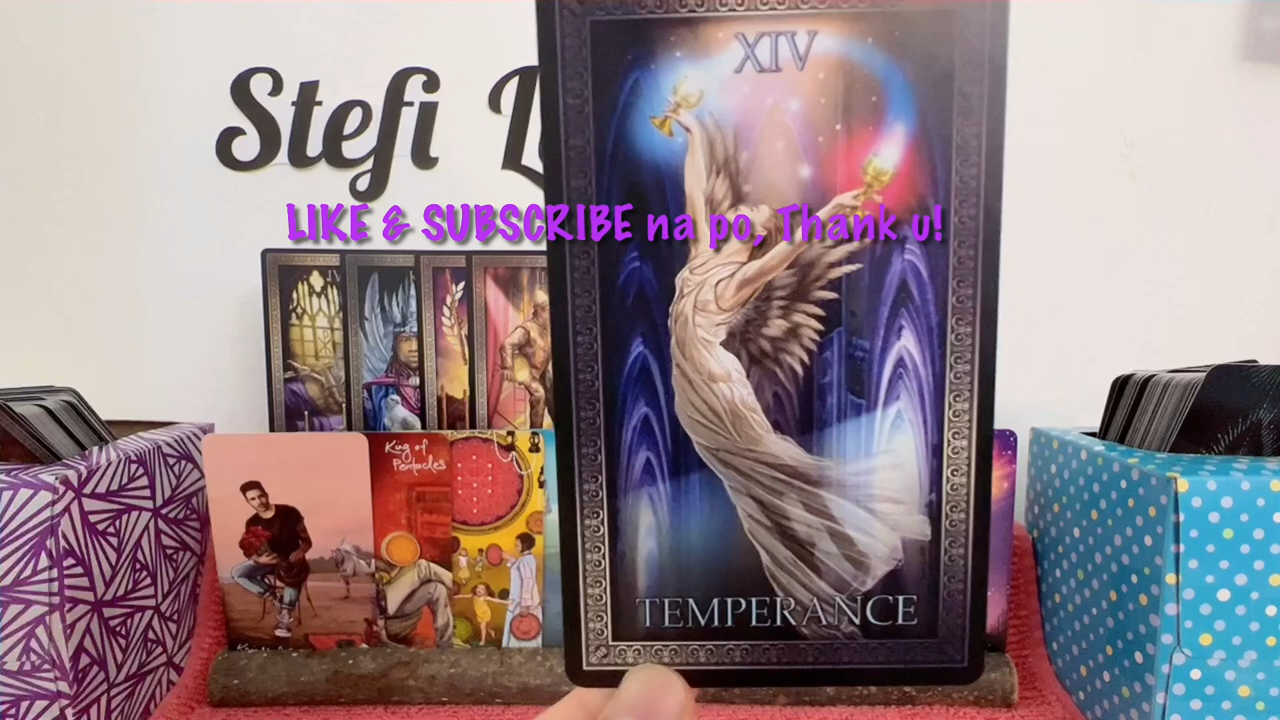 XIV
Stefi
LIKE & SUBSCRIBE na po, Thank u!
King of
Pentacles
TEMPERANCE